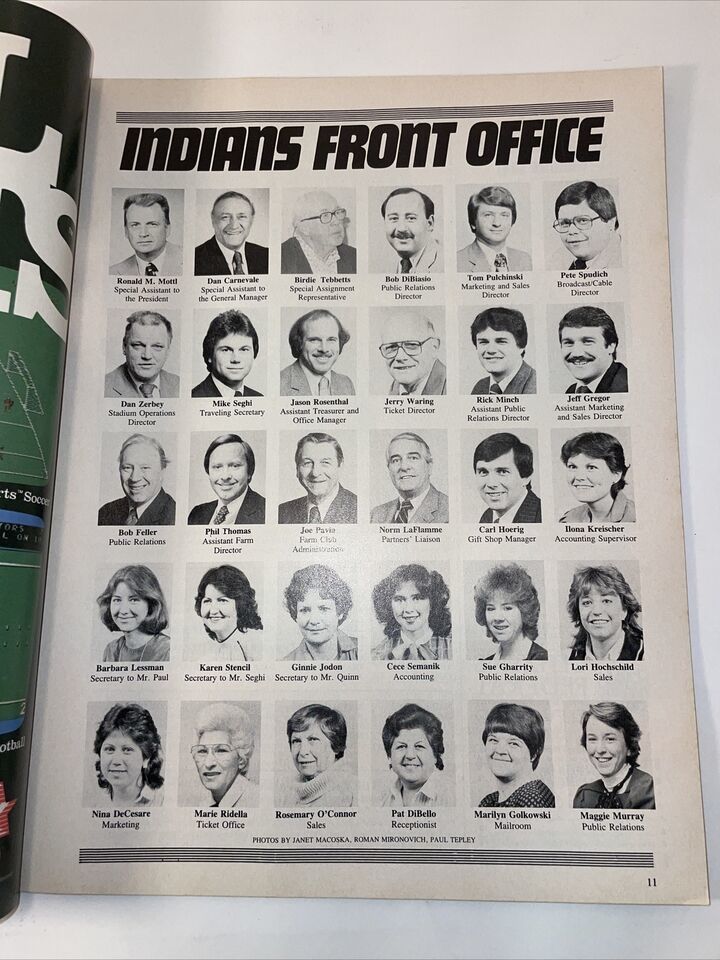 INDIANS FRONT OFFICE
Ronald M. Mottl
Special Assistant to
the President
Dan Carnevale
Special Assistant to
the General Manager
Birdie Tebbetts
Special Assignment
Representative
Bob DiBiasio
Public Relations
Director
Tom Pulchinski
Marketing and Sales
Director
Pete Spudich
Broadcast/Cable
Director
Dan Zerbey
Stadium Operations
Director
Mike Seghi
Traveling Secretary
Jason Rosenthal
Assistant Treasurer and
Office Manager
Jerry Waring
Ticket Director
Rick Minch
Assistant Public
Relations Director
Jeff Gregor
Assistant Marketing
and Sales Director
Bob Feller
Public Relations
Phil Thomas
Assistant Farm
Director
Joe Pavia
Farm Club
Administration
Norm LaFlamme
Partners' Liaison
Carl Hoerig
Gift Shop Manager
Ilona Kreischer
Accounting Supervisor
Barbara Lessman
Secretary to Mr. Paul
Karen Stencil
Secretary to Mr. Seghi
Ginnie Jodon
Secretary to Mr. Quinn
Cece Semanik
Accounting
Sue Gharrity
Public Relations
Lori Hochschild
Sales
Nina DeCesare
Marketing
Marie Ridella
Ticket Office
Rosemary O'Connor
Sales
Pat DiBello
Receptionist
Marilyn Golkowski
Mailroom
Maggie Murray
Public Relations
PHOTOS BY JANET MACOSKA, ROMAN MIRONOVICH, PAUL TEPLEY
11
rts™ Soccer